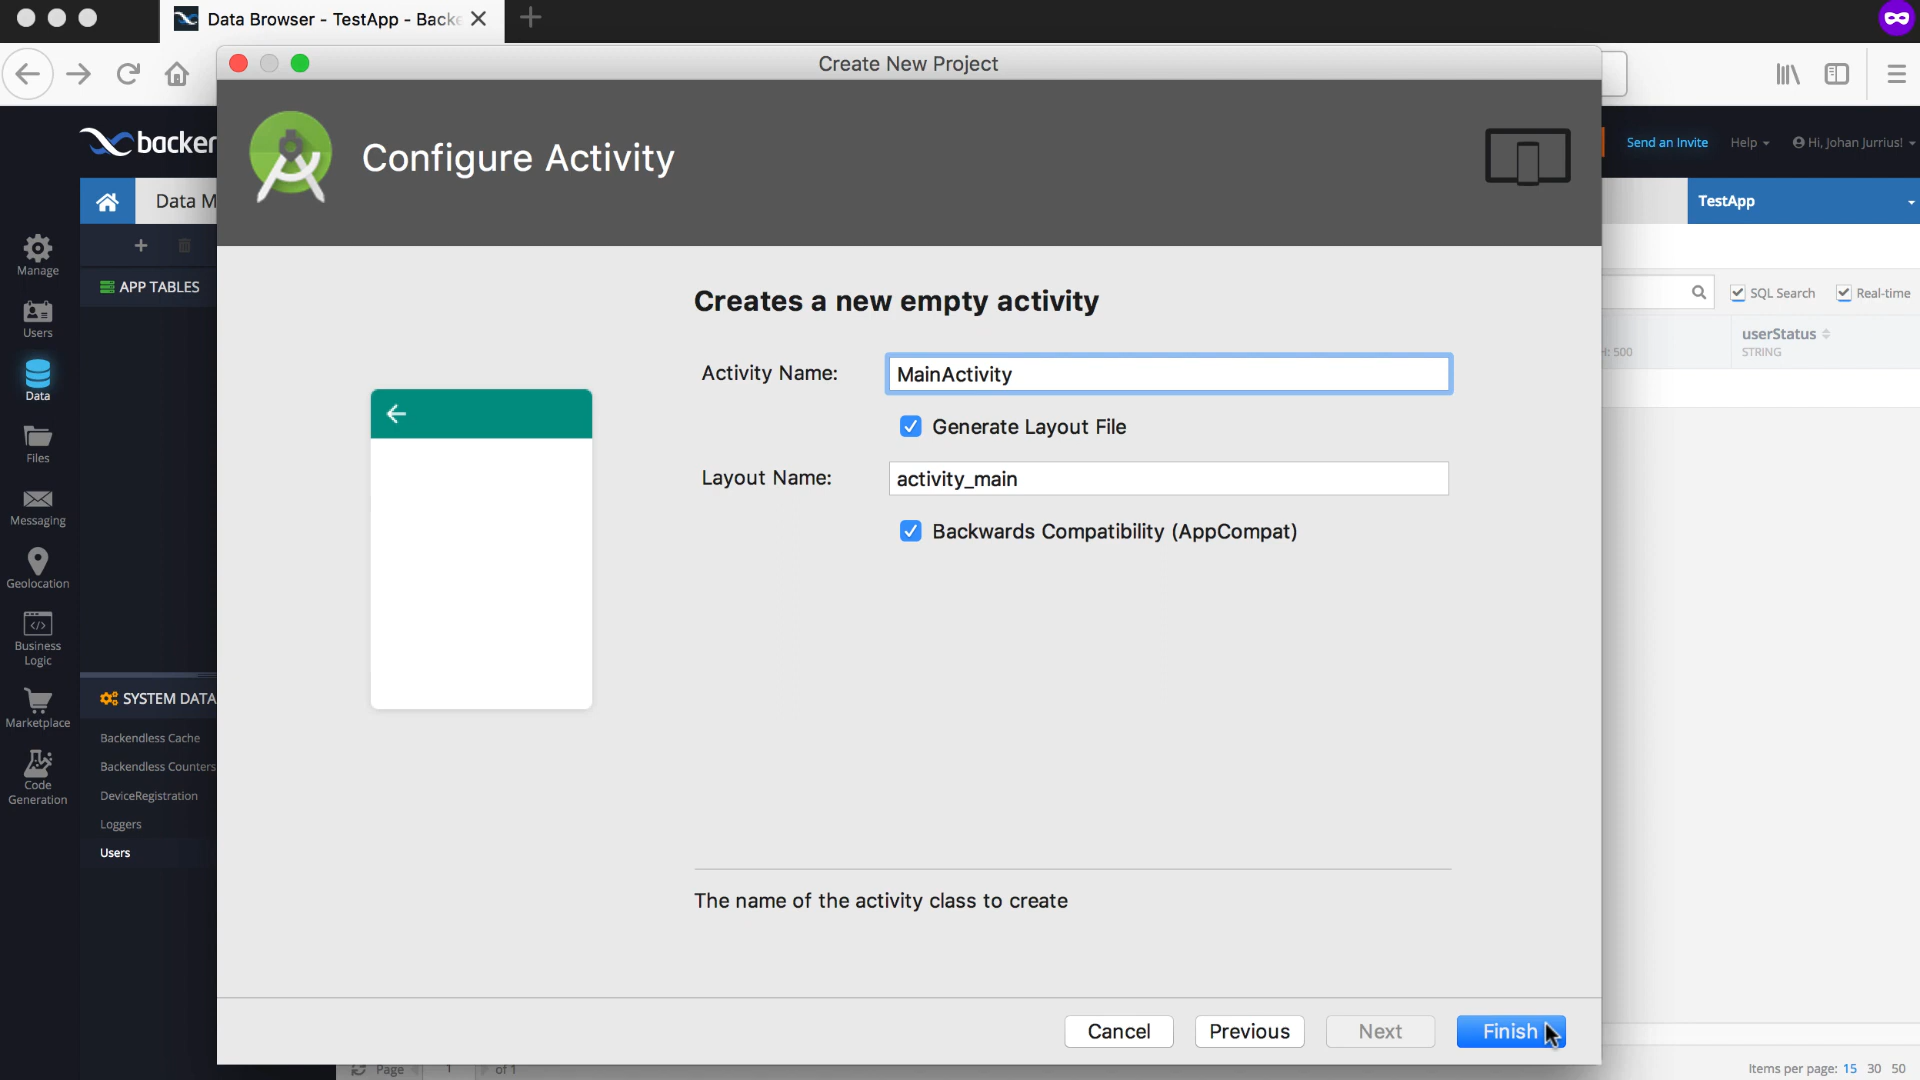 Data Browser - TestApp - Backe
Create New Project
backen
Configure Activity
Send an Invite
Help
Hi, Johan Jurrius!
Data M
TestApp
Manage
APP TABLES
Creates a new empty activity
SQL Search
Real-time
Users
userStatus
STRING
H: 500
Activity Name:
MainActivity
Data
Generate Layout File
Files
Layout Name:
activity_main
Messaging
Backwards Compatibility (AppCompat)
Geolocation
Business
Logic
SYSTEM DATA
Marketplace
Backendless Cache
Backendless Counters
Code
Generation
DeviceRegistration
Loggers
Users
The name of the activity class to create
Cancel
Previous
Next
Finish
Page
1
of 1
Items per page: 15 30 50